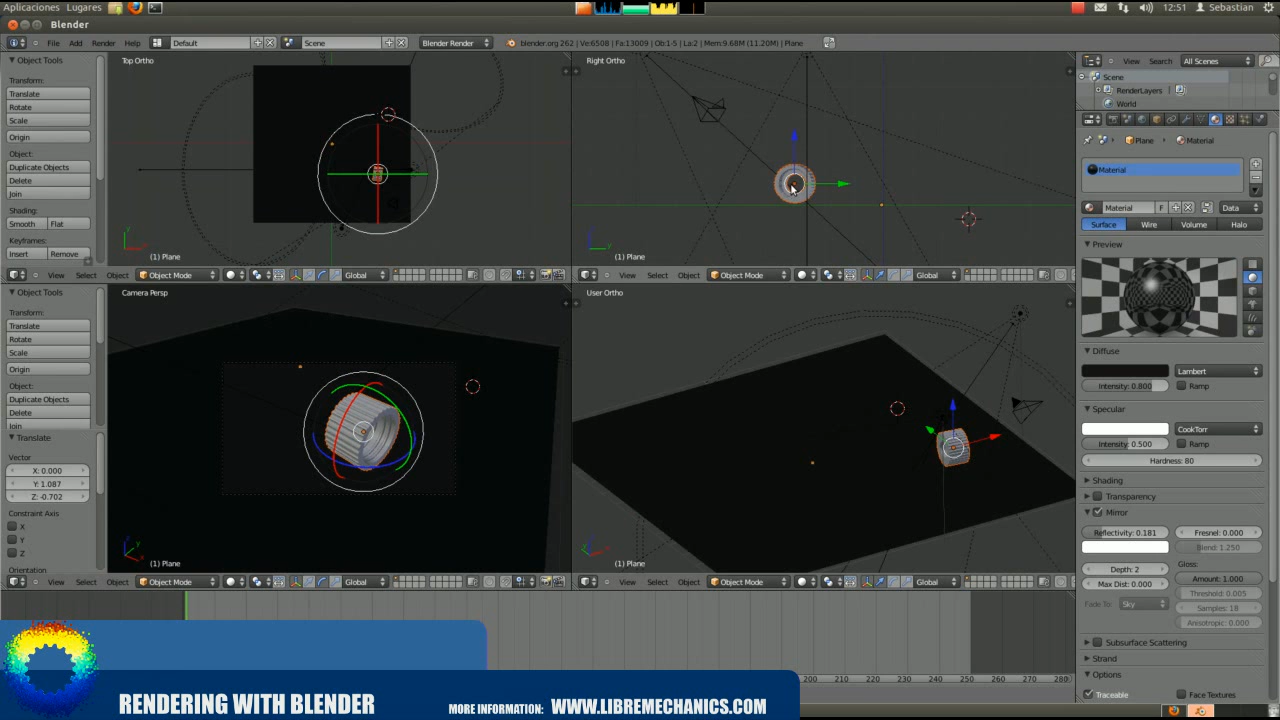 Aplicaciones Lugares 12:51 Sebastian
Blender
File Add Render Help Default Scene Blender Render blender.org 262 | Ve:6508 | Fa:13009 | Ob:1-5 | La:2 | Mem:9.68M (11.20M) | Plane
Object Tools
Transform:
Translate
Rotate
Scale
Origin
Object:
Duplicate Objects
Delete
Join
Shading:
Smooth Flat
Keyframes:
Insert Remove
Top Ortho
(1) Plane
View Select Object Object Mode Global
Right Ortho
(1) Plane
View Select Object Object Mode Global
Object Tools
Transform:
Translate
Rotate
Scale
Origin
Object:
Duplicate Objects
Delete
Join
Translate
Vector
X: 0.000
Y: 1.087
Z: -0.702
Constraint Axis
X
Y
Z
Orientation
Camera Persp
(1) Plane
View Select Object Object Mode Global
User Ortho
(1) Plane
View Select Object Object Mode Global
View Search All Scenes
Scene
RenderLayers
World
Plane Material
Material
Material F Data
Surface Wire Volume Halo
Preview
Diffuse
Lambert
Intensity: 0.800 Ramp
Specular
CookTorr
Intensity: 0.500 Ramp
Hardness: 80
Shading
Transparency
Mirror
Reflectivity: 0.181 Fresnel: 0.000
Blend: 1.250
Depth: 2 Gloss:
Max Dist: 0.000 Amount: 1.000
Fade To: Sky Threshold: 0.005
Samples: 18
Anisotropic: 0.000
Subsurface Scattering
Strand
Options
Traceable Face Textures
200 210 220 230 240 250 260 270 280
RENDERING WITH BLENDER MORE INFORMATION: WWW.LIBREMECHANICS.COM